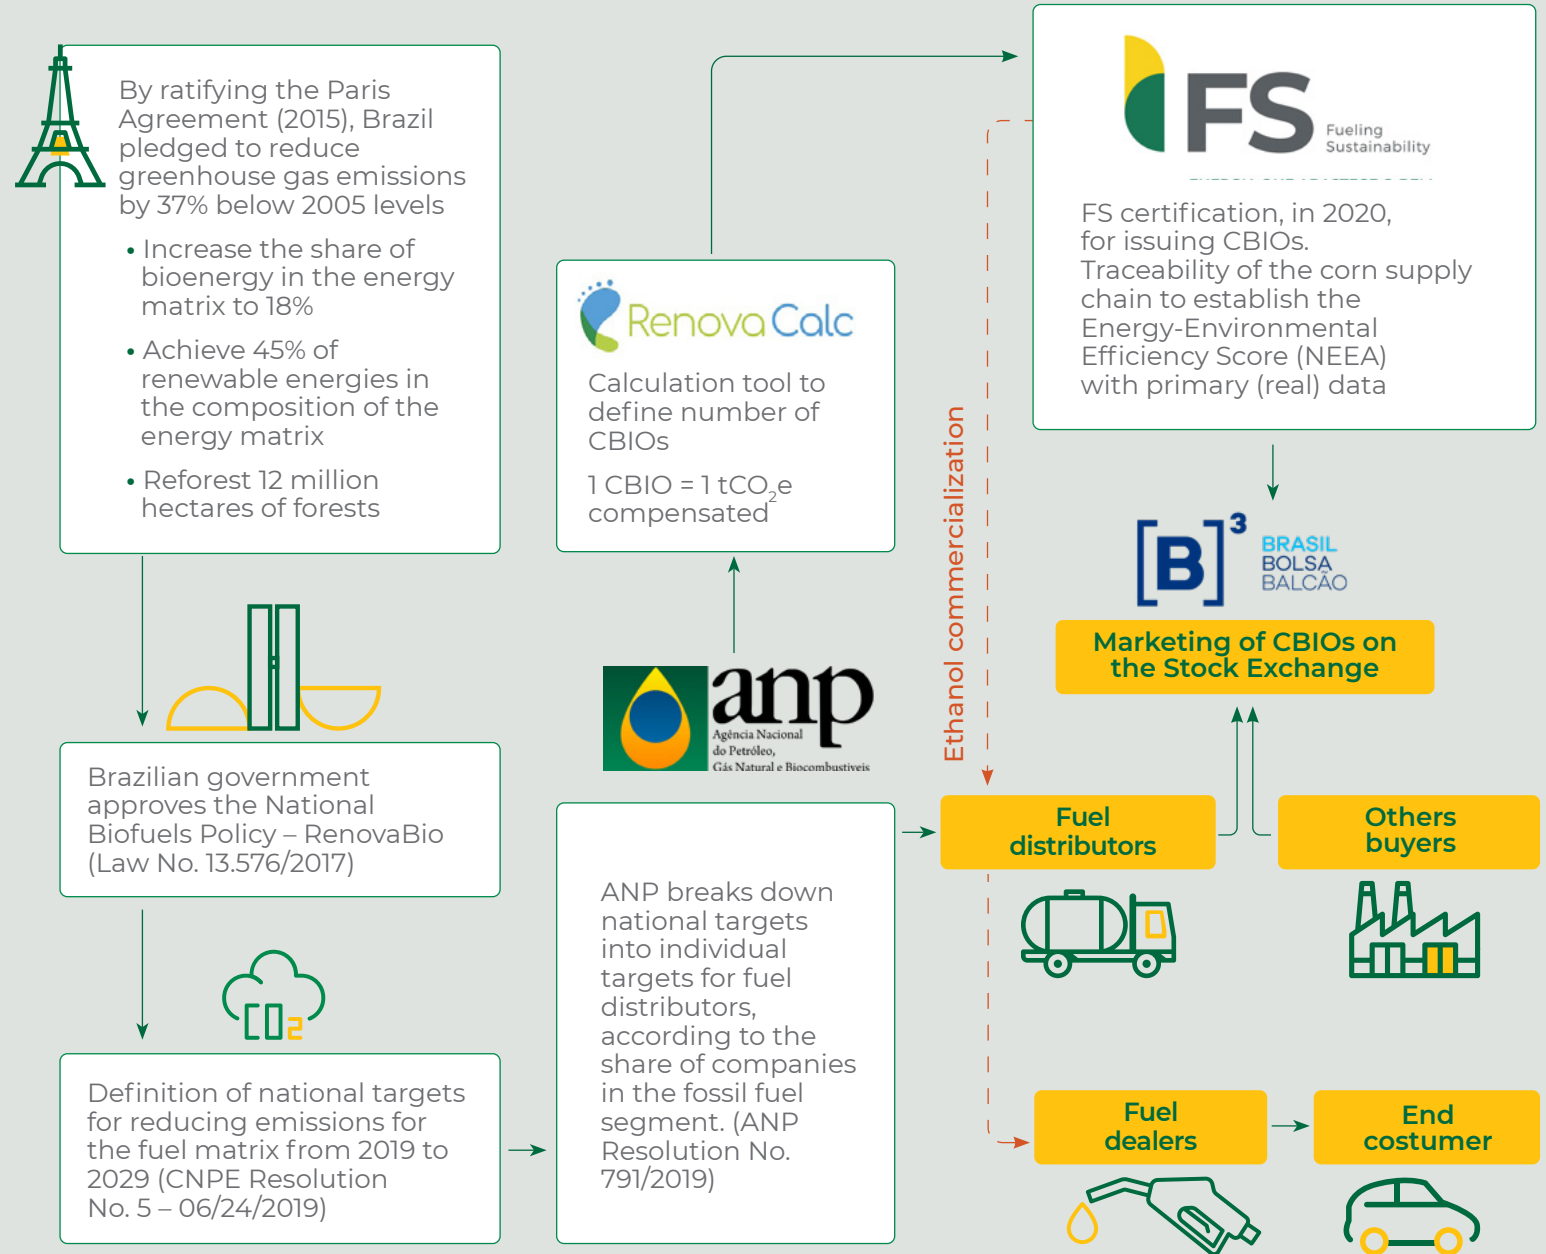 By ratifying the Paris
Agreement (2015), Brazil
pledged to reduce
greenhouse gas emissions
by 37% below 2005 levels
• Increase the share of
bioenergy in the energy
matrix to 18%
• Achieve 45% of
renewable energies in
the composition of the
energy matrix
• Reforest 12 million
hectares of forests
Brazilian government
approves the National
Biofuels Policy – RenovaBio
(Law No. 13.576/2017)
CO2
Definition of national targets
for reducing emissions for
the fuel matrix from 2019 to
2029 (CNPE Resolution
No. 5 – 06/24/2019)
ANP breaks down
national targets
into individual
targets for fuel
distributors,
according to the
share of companies
in the fossil fuel
segment. (ANP
Resolution No.
791/2019)
anp
Agência Nacional
do Petróleo,
Gás Natural e Biocombustíveis
RenovaCalc
Calculation tool to
define number of
CBIOs
1 CBIO = 1 tCO₂e
compensated
FS
Fueling
Sustainability
FS certification, in 2020,
for issuing CBIOs.
Traceability of the corn supply
chain to establish the
Energy-Environmental
Efficiency Score (NEEA)
with primary (real) data
[B]³
BRASIL
BOLSA
BALCÃO
Marketing of CBIOs on
the Stock Exchange
Ethanol commercialization
Fuel
distributors
Others
buyers
Fuel
dealers
End
costumer